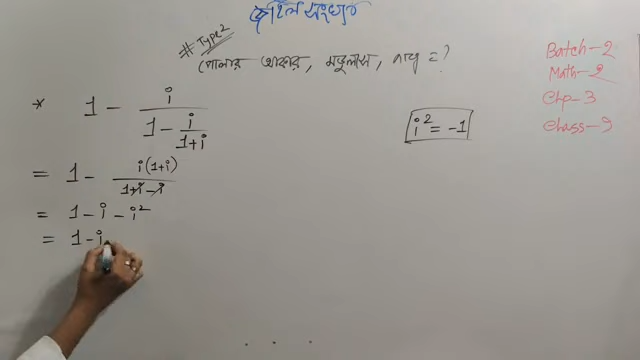 জটিল সংখ্যা
# Type 2
পোলার আকার, মডুলাস, আর্গু = ?
Batch-2
Math-2
Chp-3
Class-9
* 1 - i / (1 - i/(1+i))
i² = -1
= 1 - i(1+i) / (1+i-i)
= 1 - i - i²
= 1 - i